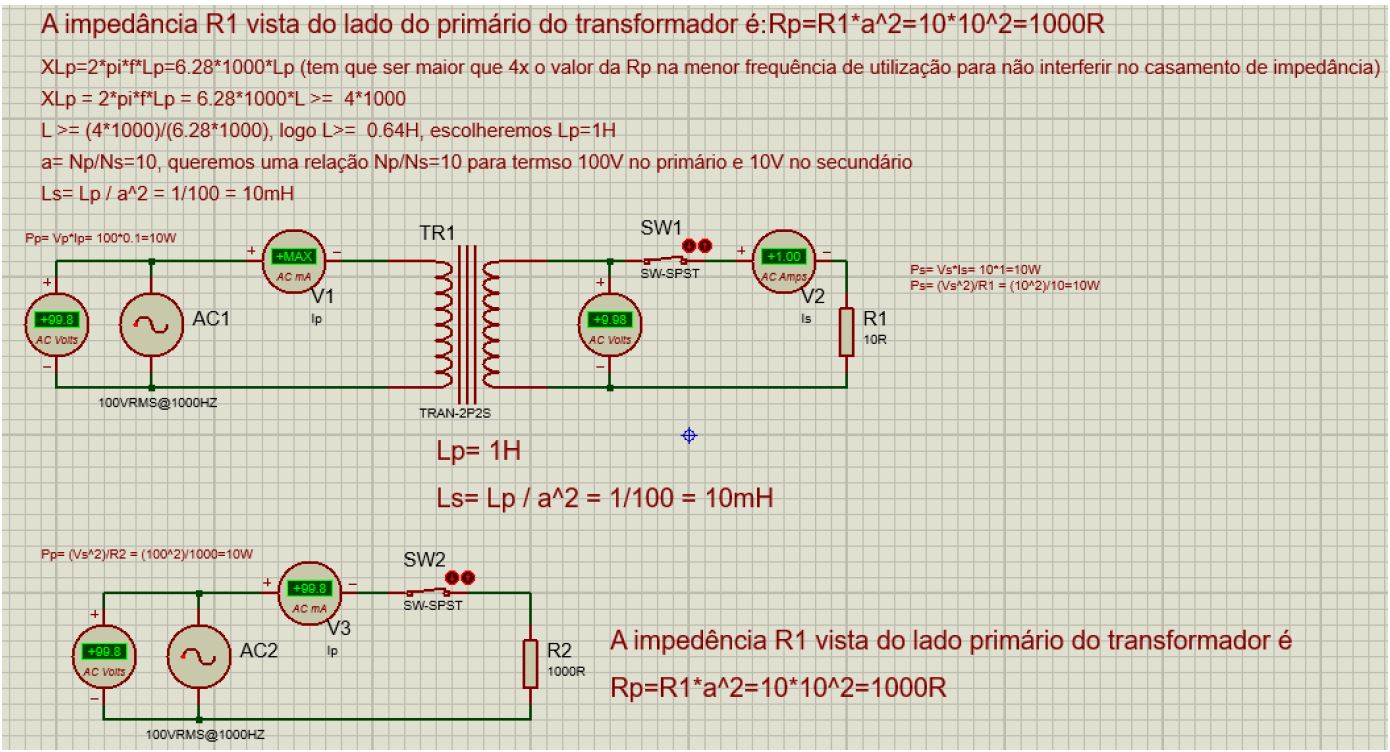 A impedância R1 vista do lado do primário do transformador é:Rp=R1*a^2=10*10^2=1000R
XLp=2*pi*f*Lp=6.28*1000*Lp (tem que ser maior que 4x o valor da Rp na menor frequência de utilização para não interferir no casamento de impedância)
XLp = 2*pi*f*Lp = 6.28*1000*L >= 4*1000
L >= (4*1000)/(6.28*1000), logo L>= 0.64H, escolheremos Lp=1H
a= Np/Ns=10, queremos uma relação Np/Ns=10 para termso 100V no primário e 10V no secundário
Ls= Lp / a^2 = 1/100 = 10mH
Pp= Vp*Ip= 100*0.1=10W
+MAX
AC mA
V1
Ip
TR1
TRAN-2P2S
SW1
SW-SPST
+1.00
AC Amps
V2
Is
Ps= Vs*Is= 10*1=10W
Ps= (Vs^2)/R1 = (10^2)/10=10W
+99.8
AC Volts
AC1
100VRMS@1000HZ
+9.98
AC Volts
R1
10R
Lp= 1H
Ls= Lp / a^2 = 1/100 = 10mH
Pp= (Vs^2)/R2 = (100^2)/1000=10W
+99.8
AC mA
V3
Ip
SW2
SW-SPST
+99.8
AC Volts
AC2
100VRMS@1000HZ
R2
1000R
A impedência R1 vista do lado primário do transformador é
Rp=R1*a^2=10*10^2=1000R